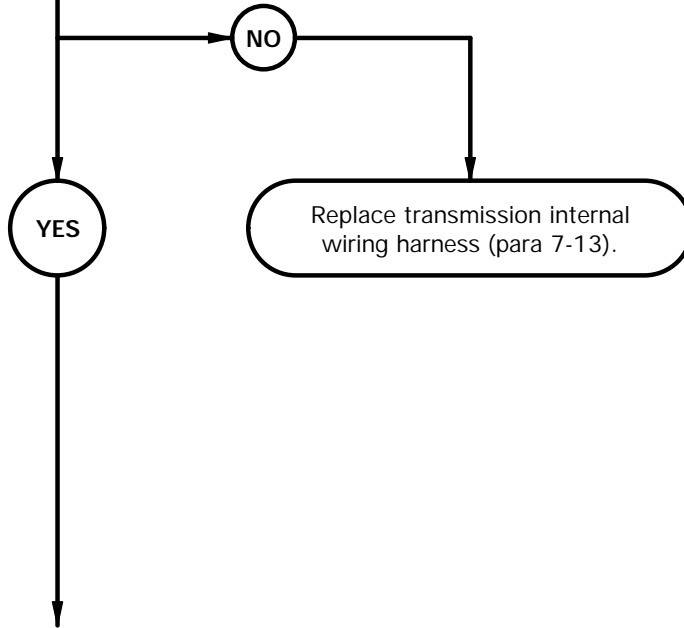 NO
YES
Replace transmission internal
wiring harness (para 7-13).